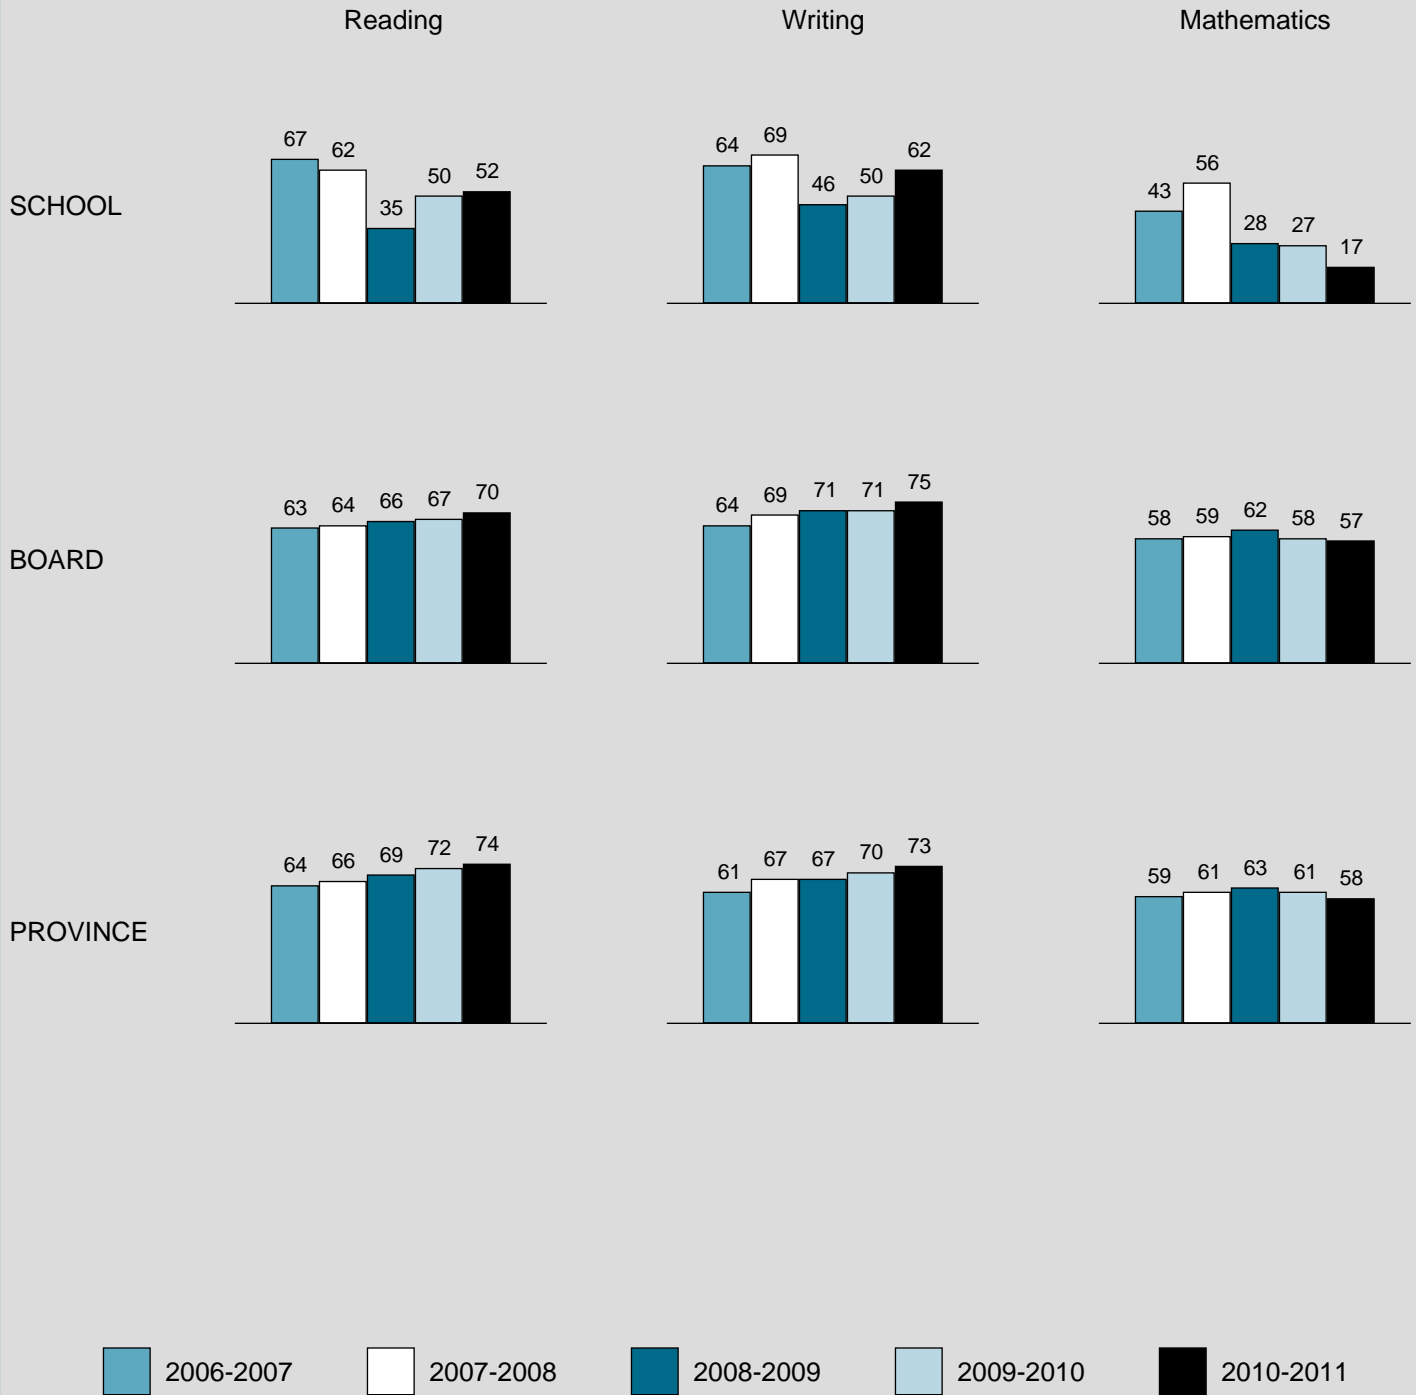 Reading Writing Mathematics
SCHOOL
67 62 35 50 52
64 69 46 50 62
43 56 28 27 17
BOARD
63 64 66 67 70
64 69 71 71 75
58 59 62 58 57
PROVINCE
64 66 69 72 74
61 67 67 70 73
59 61 63 61 58
2006-2007 2007-2008 2008-2009 2009-2010 2010-2011